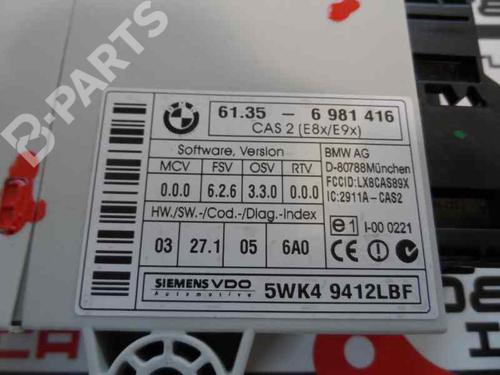 B-PARTS
BMW
61.35 - 6 981 416
CAS 2 (E8x/E9x)
Software, Version
MCV FSV OSV RTV
0.0.0 6.2.6 3.3.0 0.0
HW./SW.-/Cod.-/Diag.-Index
03 27.1 05 6A0
BMW AG
D-80788München
FCCID:LX8CAS89X
IC:2911A-CAS2
e1 I-00 0221
CE
SIEMENS VDO
Automotive
5WK4 9412LBF